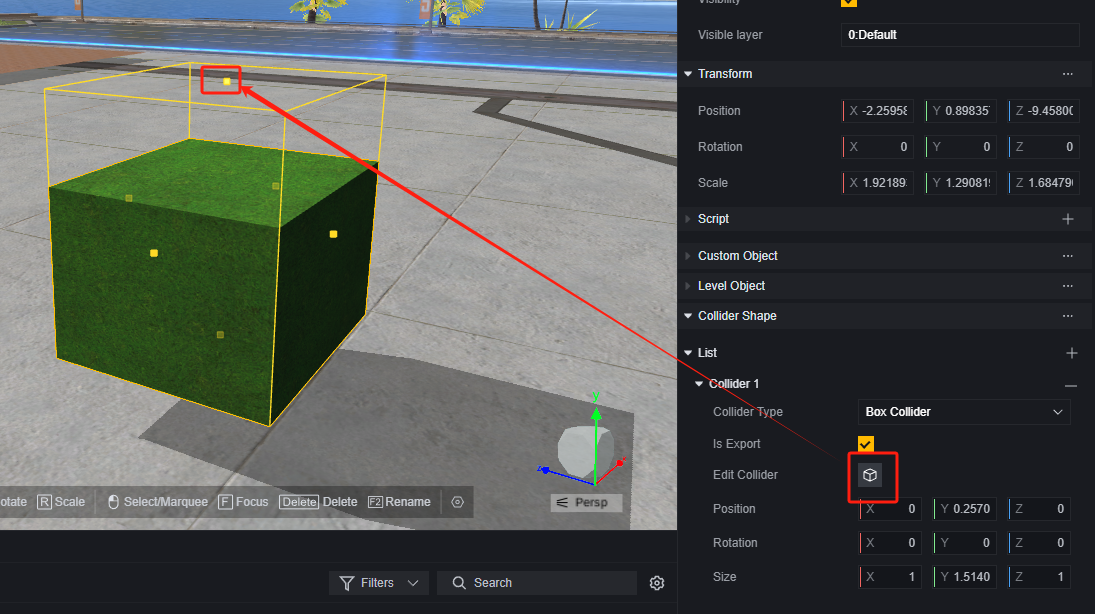 Visibility
Visible layer
0:Default
Transform
Position
X -2.25958
Y 0.898357
Z -9.45800
Rotation
X 0
Y 0
Z 0
Scale
X 1.92189
Y 1.29081
Z 1.68479
Script
Custom Object
Level Object
Collider Shape
List
Collider 1
Collider Type
Box Collider
Is Export
Edit Collider
Position
X 0
Y 0.2570
Z 0
Rotation
X 0
Y 0
Z 0
Size
X 1
Y 1.5140
Z 1
Y
X
Z
Persp
otate
R Scale
Select/Marquee
F Focus
Delete Delete
F2 Rename
Filters
Search